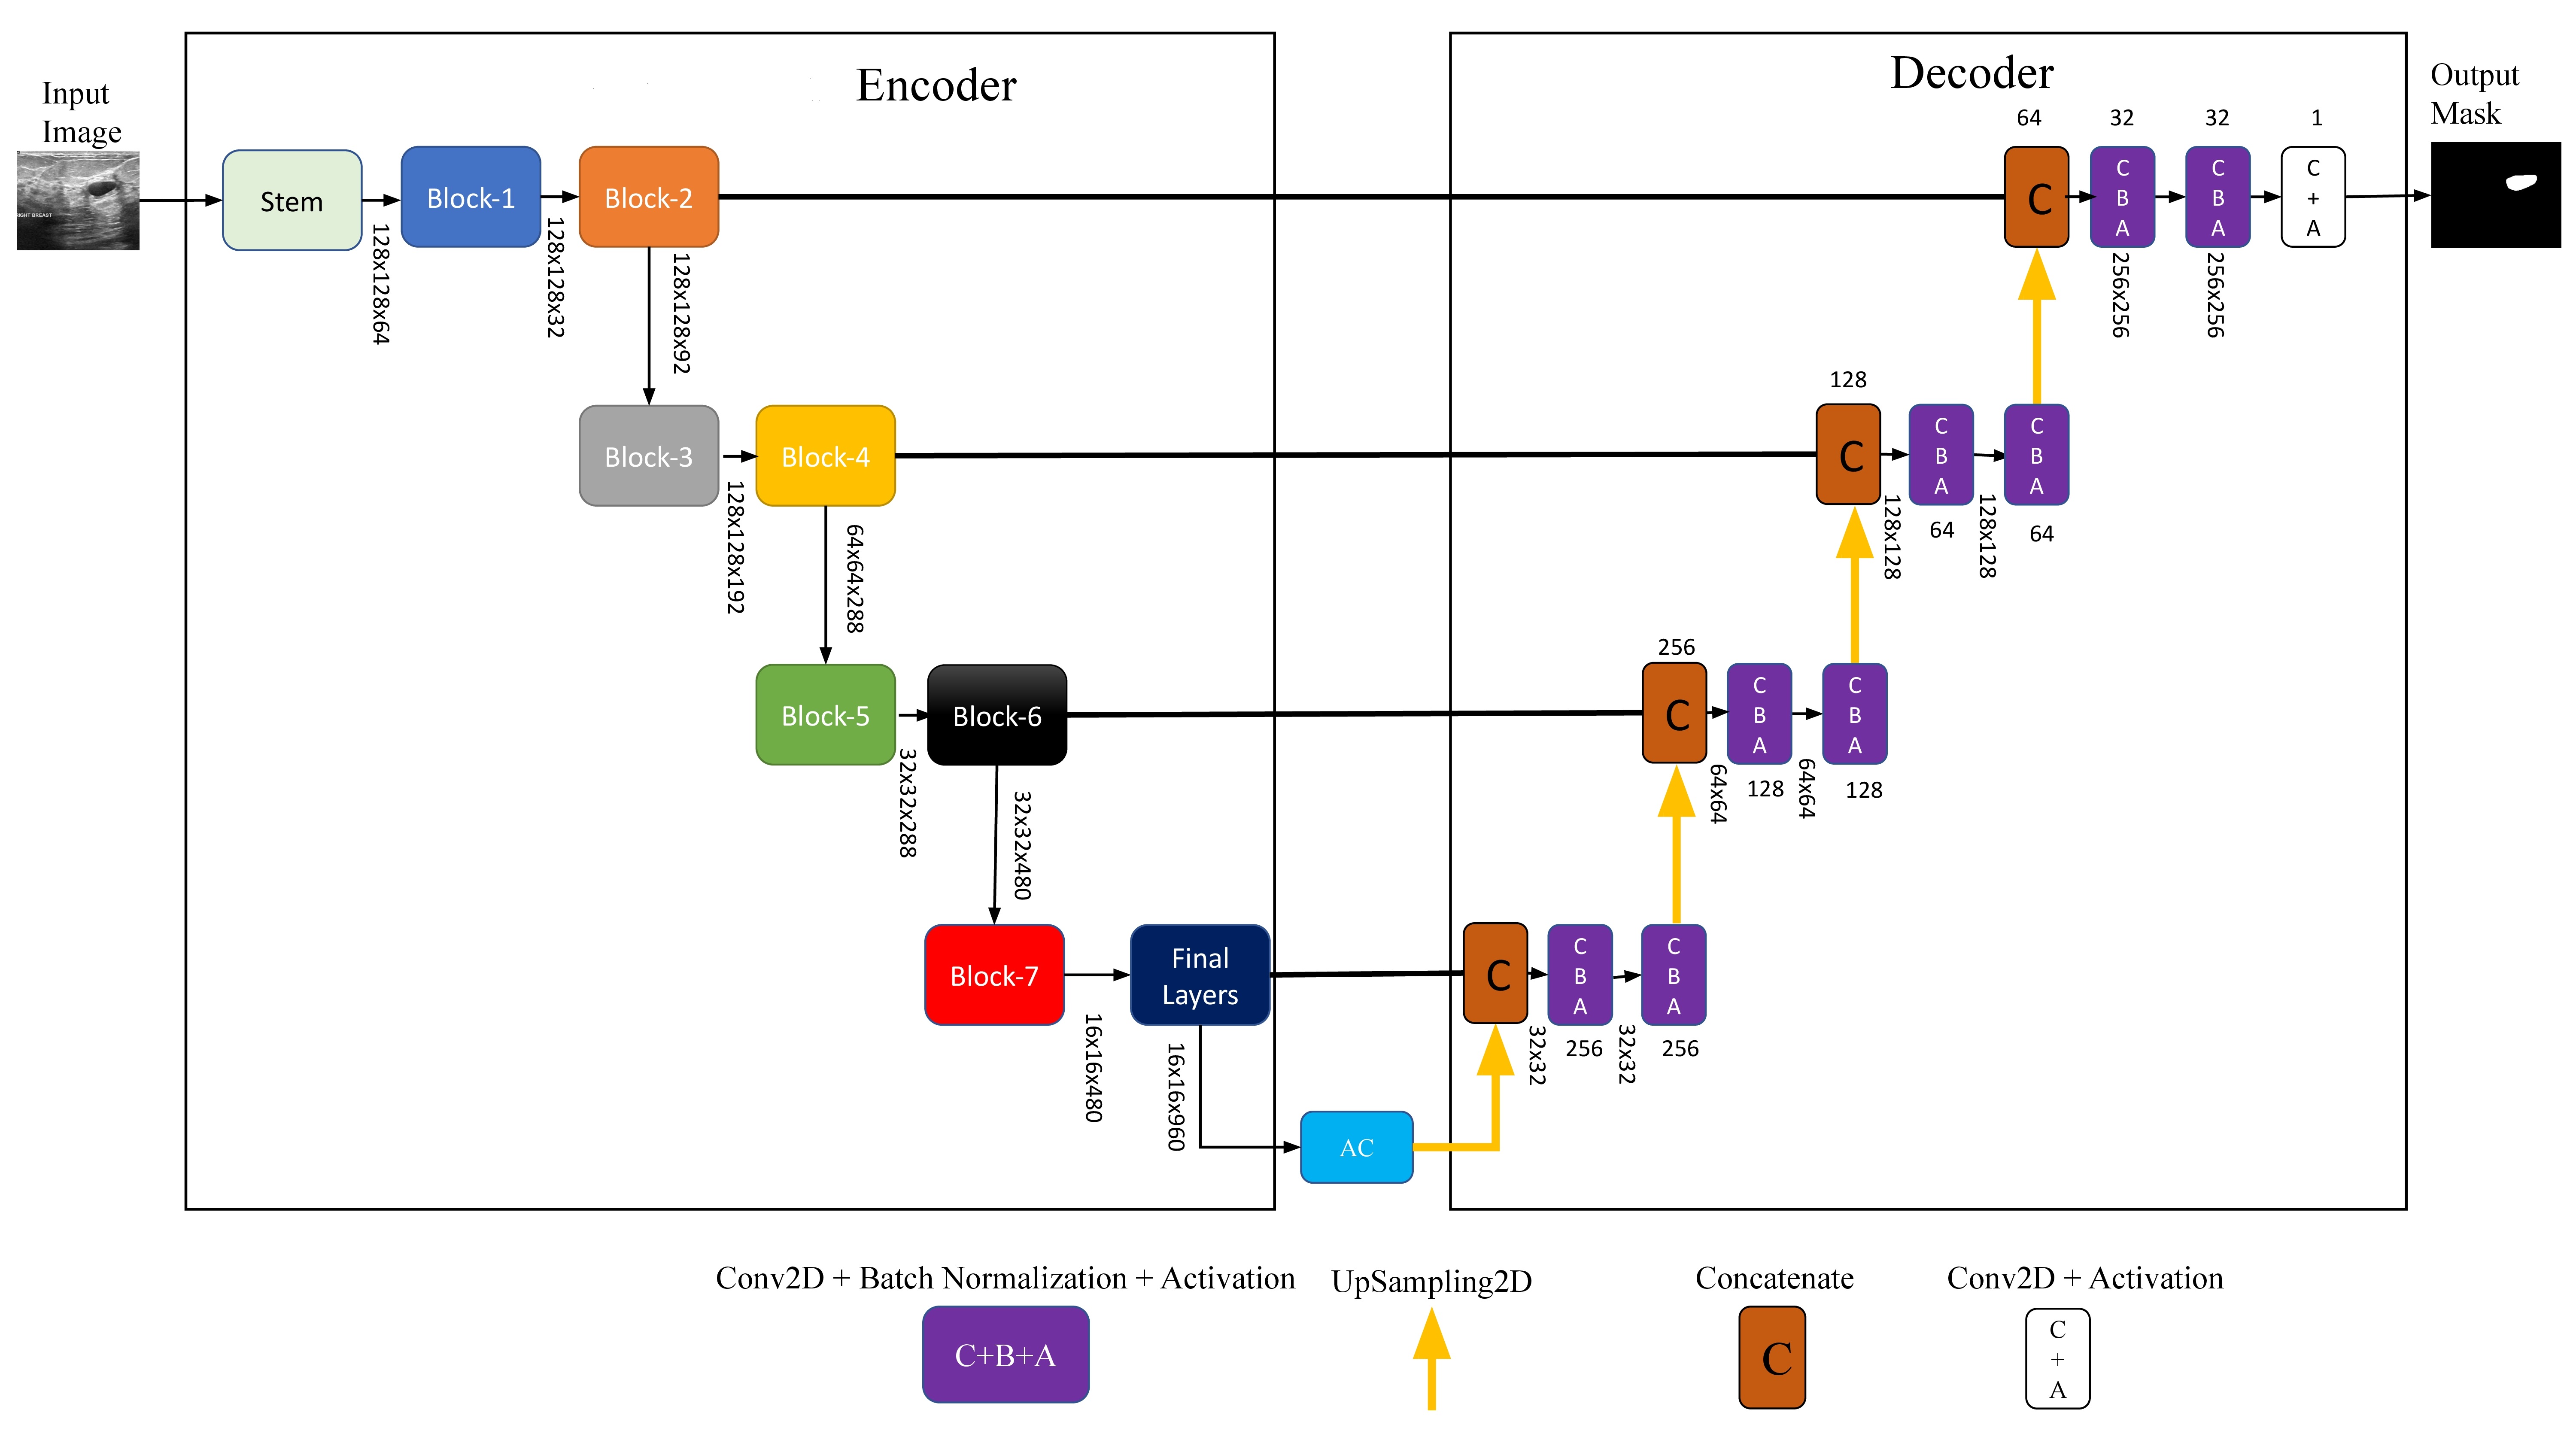 Encoder
Decoder
Input
Image
Output
Mask
64
32
32
1
Stem
Block-1
Block-2
C
C
B
A
C
B
A
C
+
A
RIGHT BREAST
128x128x64
128x128x32
128x128x92
256x256
256x256
128
Block-3
Block-4
C
C
B
A
C
B
A
128x128x192
64x64x288
128x128
64
128x128
64
256
Block-5
Block-6
C
C
B
A
C
B
A
32x32x288
32x32x480
64x64
128
64x64
128
Block-7
Final
Layers
C
C
B
A
C
B
A
16x16x480
16x16x960
32x32
256
32x32
256
AC
Conv2D + Batch Normalization + Activation
UpSampling2D
Concatenate
Conv2D + Activation
C+B+A
C
C
+
A